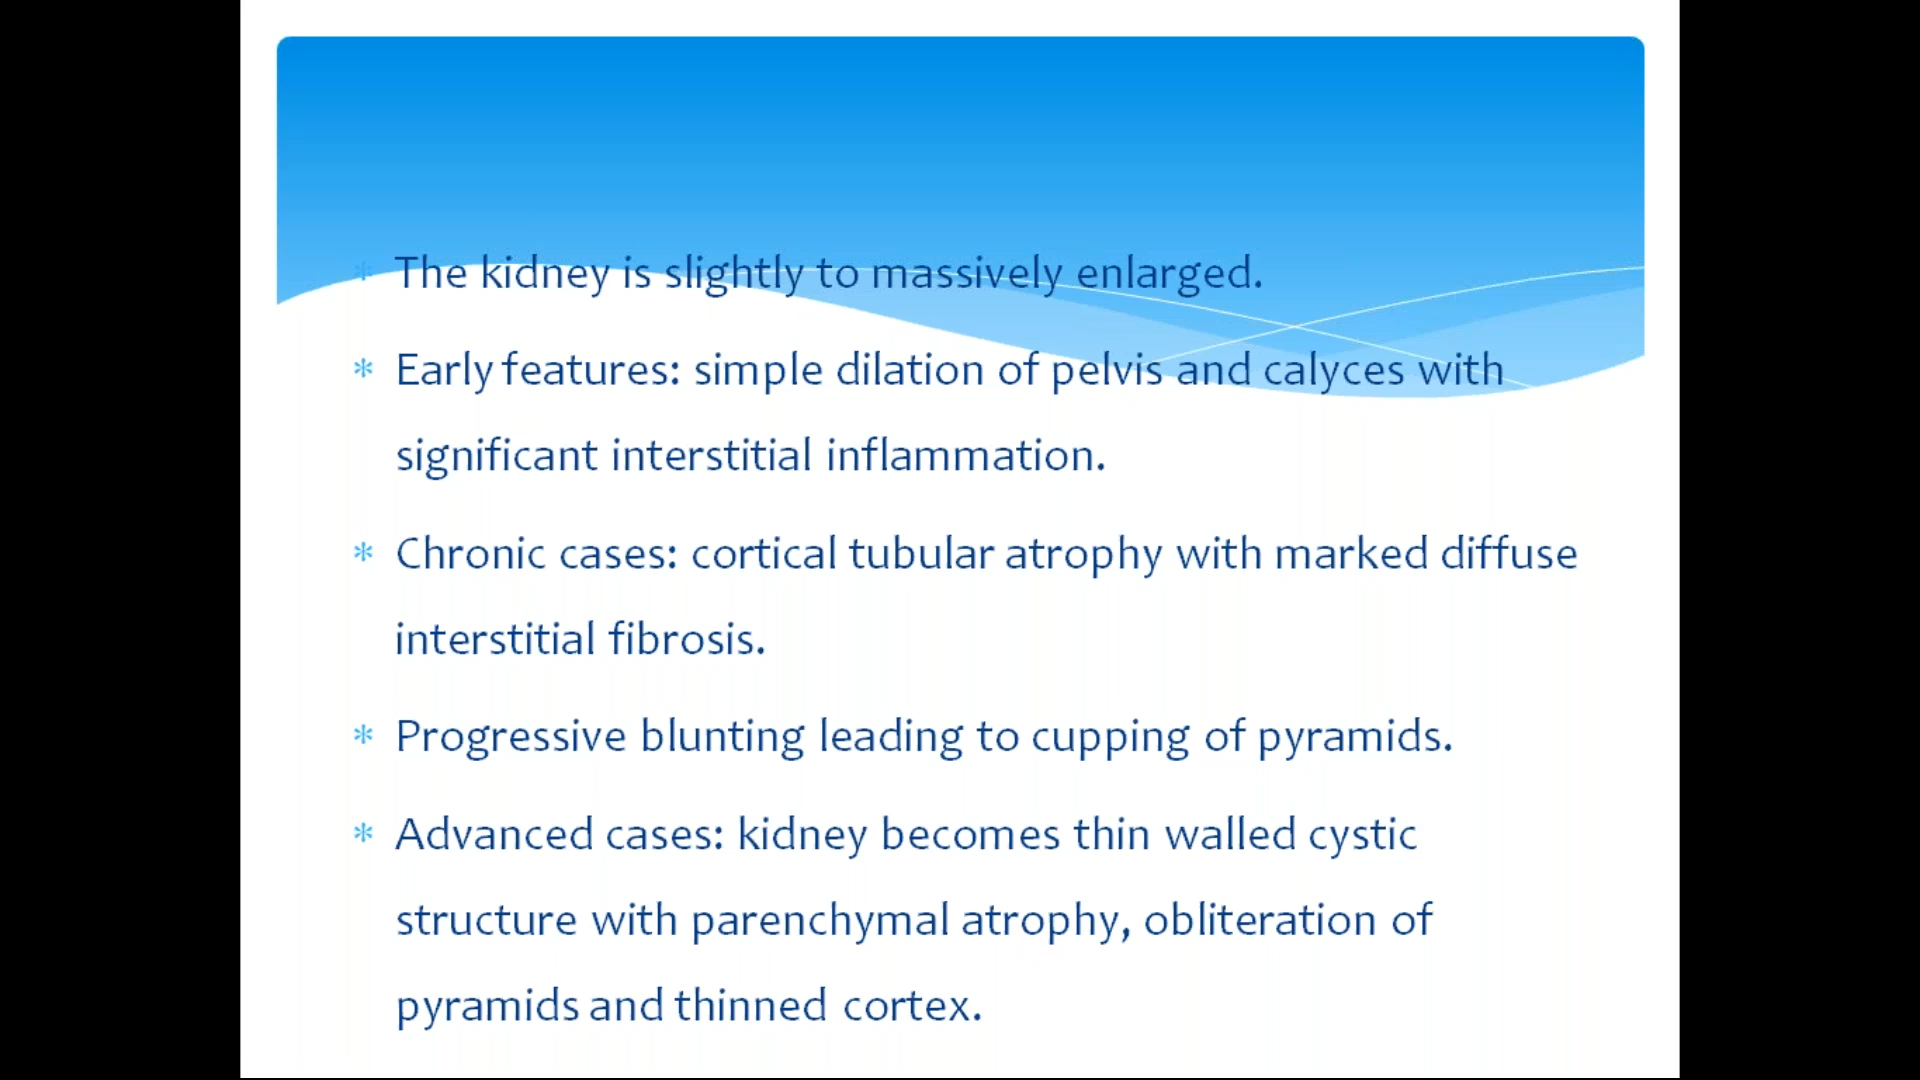 * The kidney is slightly to massively enlarged.
* Early features: simple dilation of pelvis and calyces with
significant interstitial inflammation.
* Chronic cases: cortical tubular atrophy with marked diffuse
interstitial fibrosis.
* Progressive blunting leading to cupping of pyramids.
* Advanced cases: kidney becomes thin walled cystic
structure with parenchymal atrophy, obliteration of
pyramids and thinned cortex.